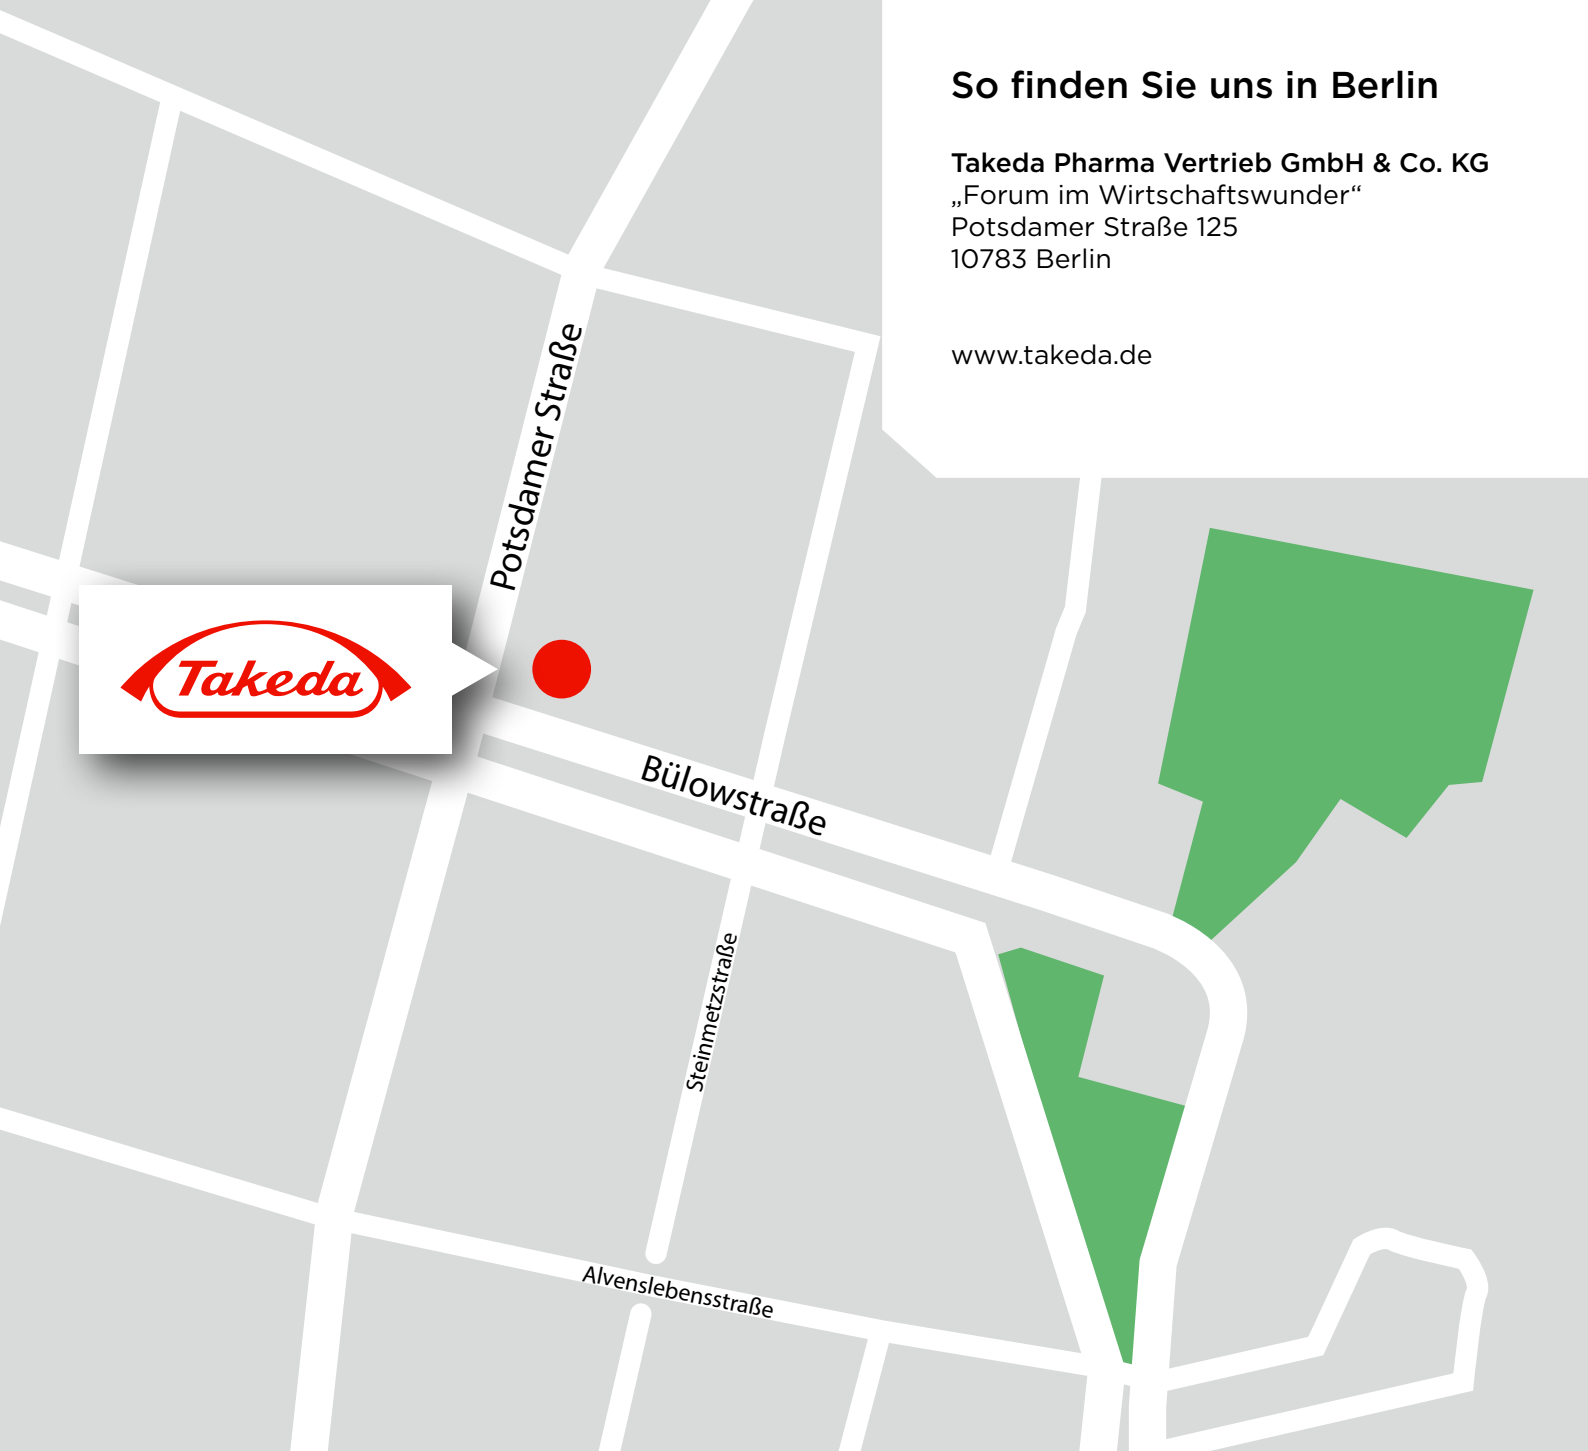 So finden Sie uns in Berlin
Takeda Pharma Vertrieb GmbH & Co. KG
„Forum im Wirtschaftswunder“
Potsdamer Straße 125
10783 Berlin
www.takeda.de
Potsdamer Straße
Takeda
Bülowstraße
Steinmetzstraße
Alvenslebensstraße